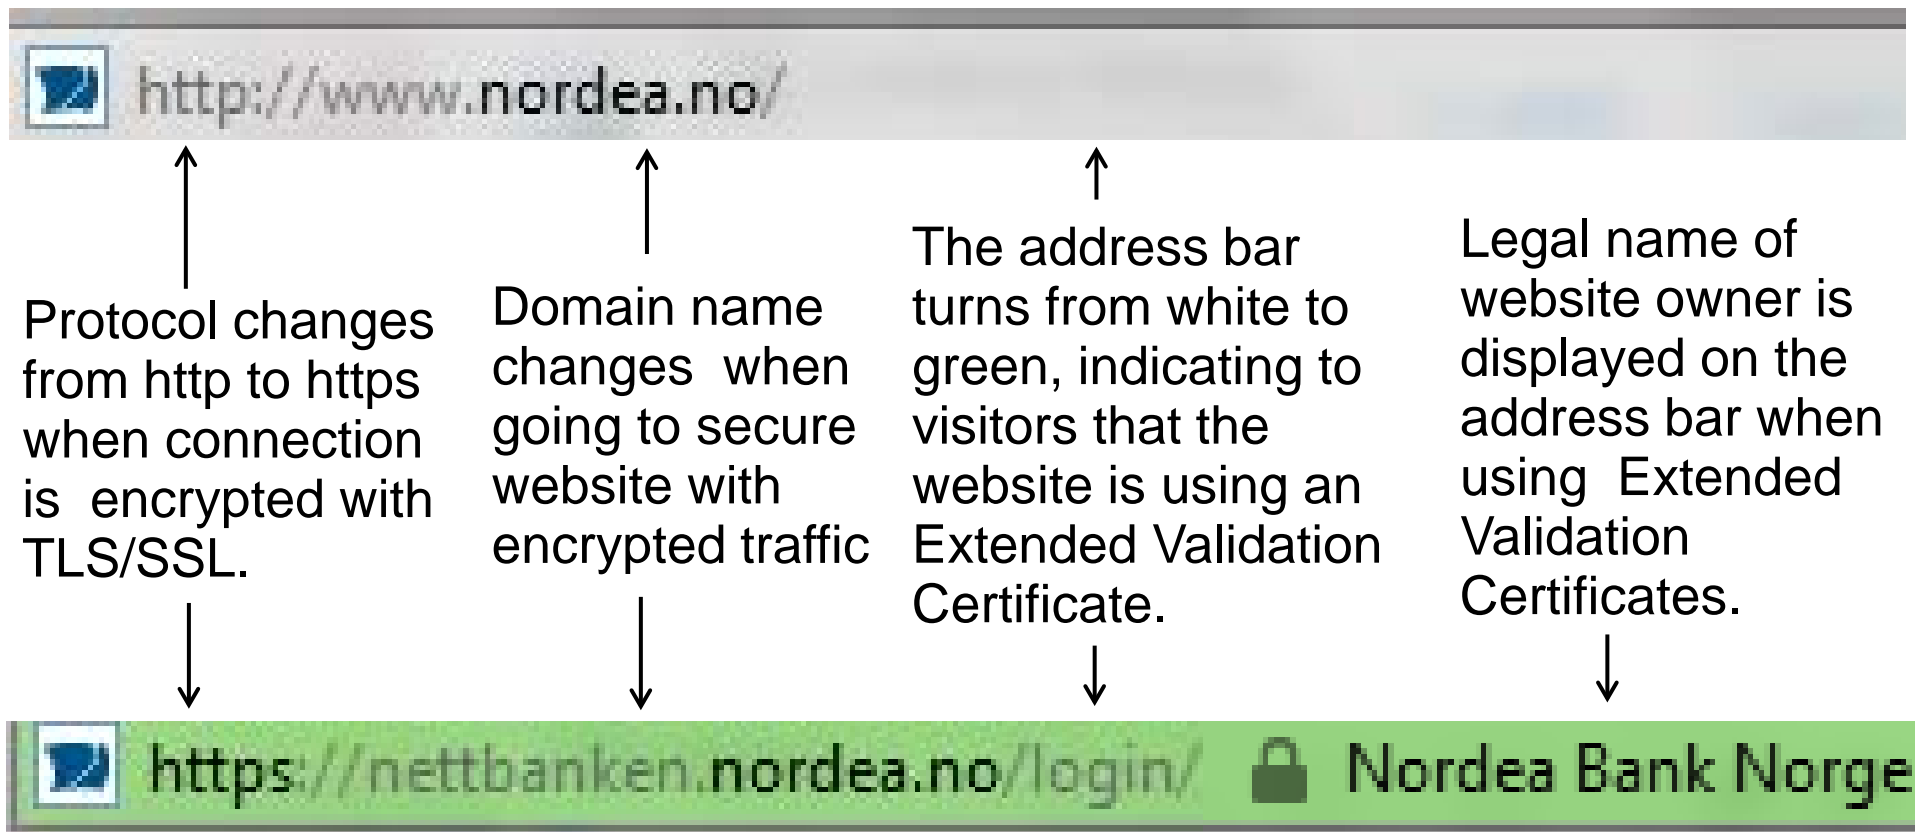 http://www.nordea.no/
Protocol changes
from http to https
when connection
is  encrypted with
TLS/SSL.
Domain name
changes  when
going to secure
website with
encrypted traffic
The address bar
turns from white to
green, indicating to
visitors that the
website is using an
Extended Validation
Certificate.
Legal name of
website owner is
displayed on the
address bar when
using  Extended
Validation
Certificates.
https://nettbanken.nordea.no/login/ Nordea Bank Norge